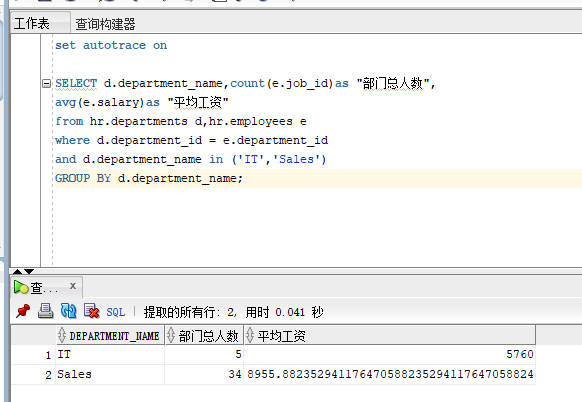 工作表 查询构建器
set autotrace on
SELECT d.department_name,count(e.job_id)as "部门总人数",
avg(e.salary)as "平均工资"
from hr.departments d,hr.employees e
where d.department_id = e.department_id
and d.department_name in ('IT','Sales')
GROUP BY d.department_name;
查... x
SQL | 提取的所有行: 2, 用时 0.041 秒
DEPARTMENT_NAME 部门总人数 平均工资
1 IT 5 5760
2 Sales 34 8955.88235294117647058823529411764705882​4